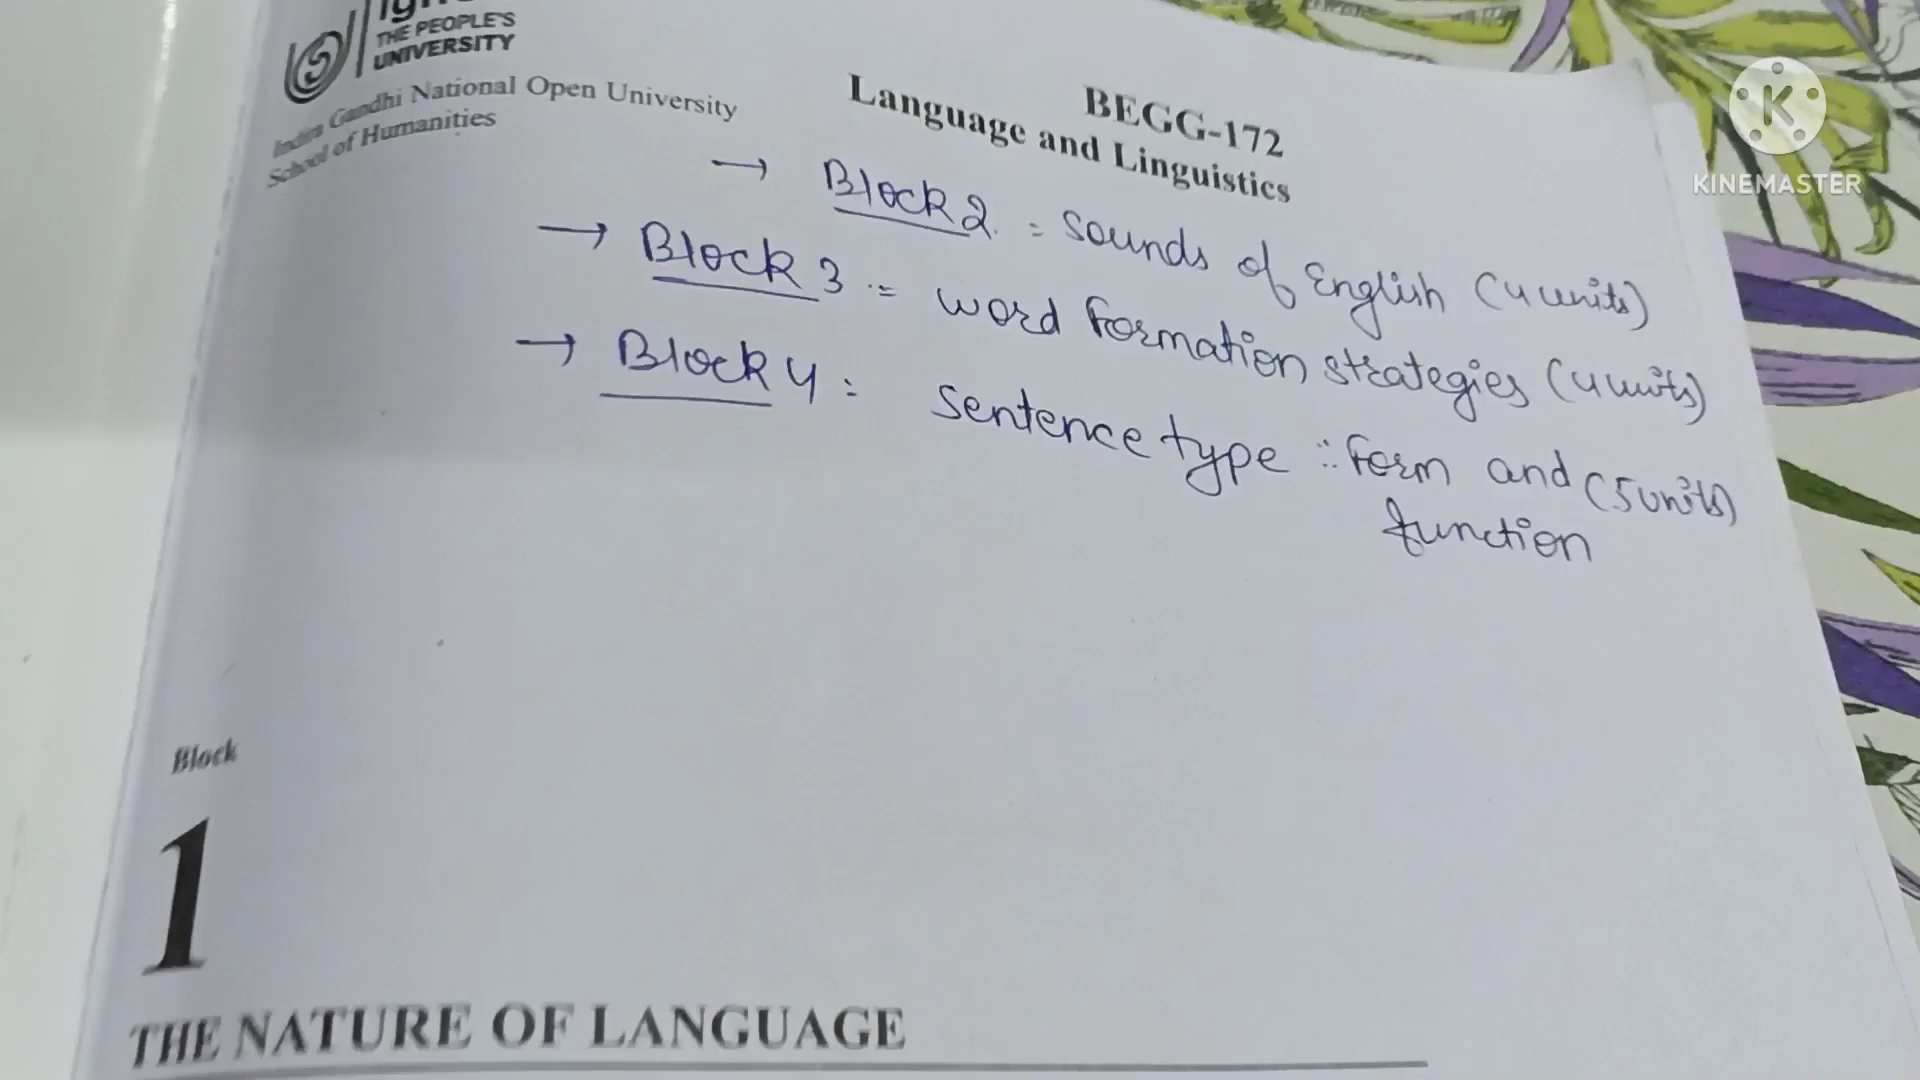 THE PEOPLE'S
UNIVERSITY
Indira Gandhi National Open University
School of Humanities
BEGG-172
Language and Linguistics
→ Block 2 = Sounds of English (4 units)
→ Block 3 = word formation strategies (4 units)
→ Block 4 = Sentence type : Form and (5 units)
function
Block
1
THE NATURE OF LANGUAGE
K
KINEMASTER